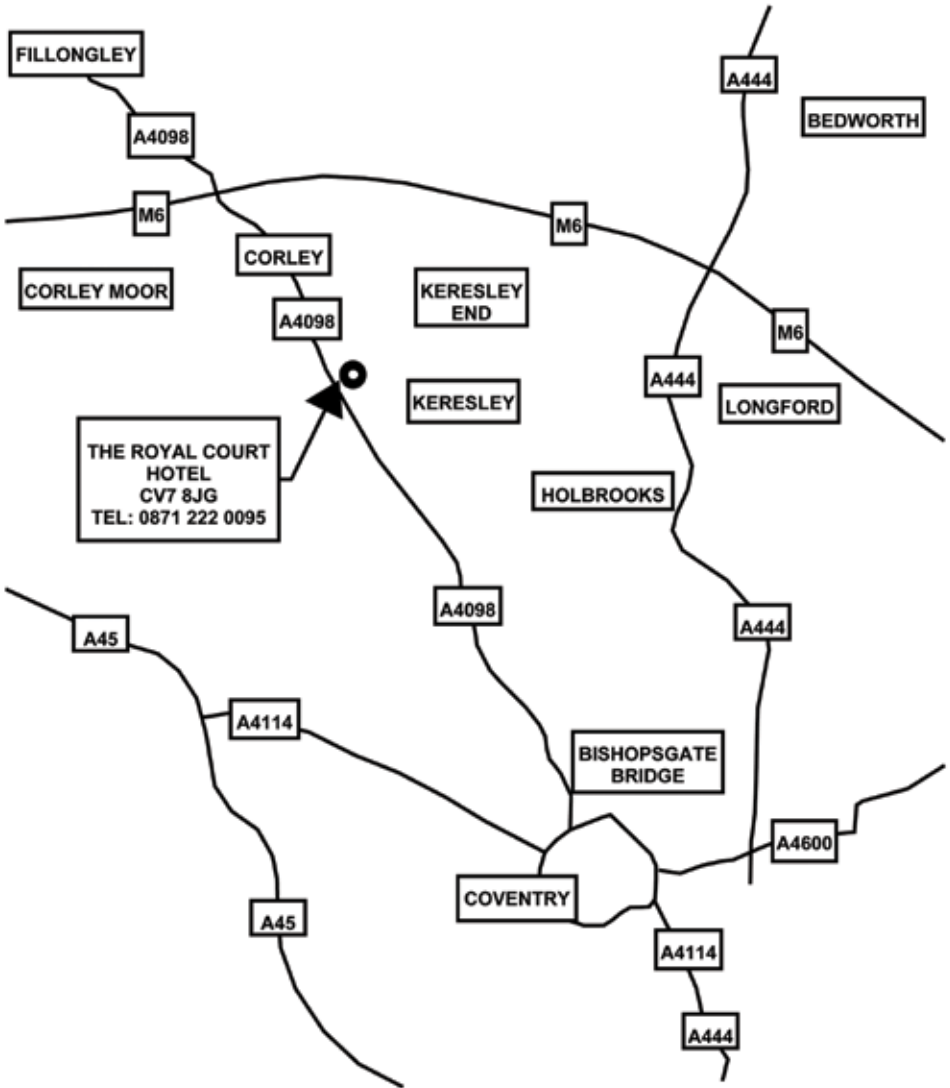 FILLONGLEY
A444
BEDWORTH
A4098
M6
M6
CORLEY
CORLEY MOOR
KERESLEY
END
A4098
M6
A444
KERESLEY
LONGFORD
THE ROYAL COURT
HOTEL
CV7 8JG
TEL: 0871 222 0095
HOLBROOKS
A4098
A444
A45
A4114
BISHOPSGATE
BRIDGE
A4600
COVENTRY
A45
A4114
A444